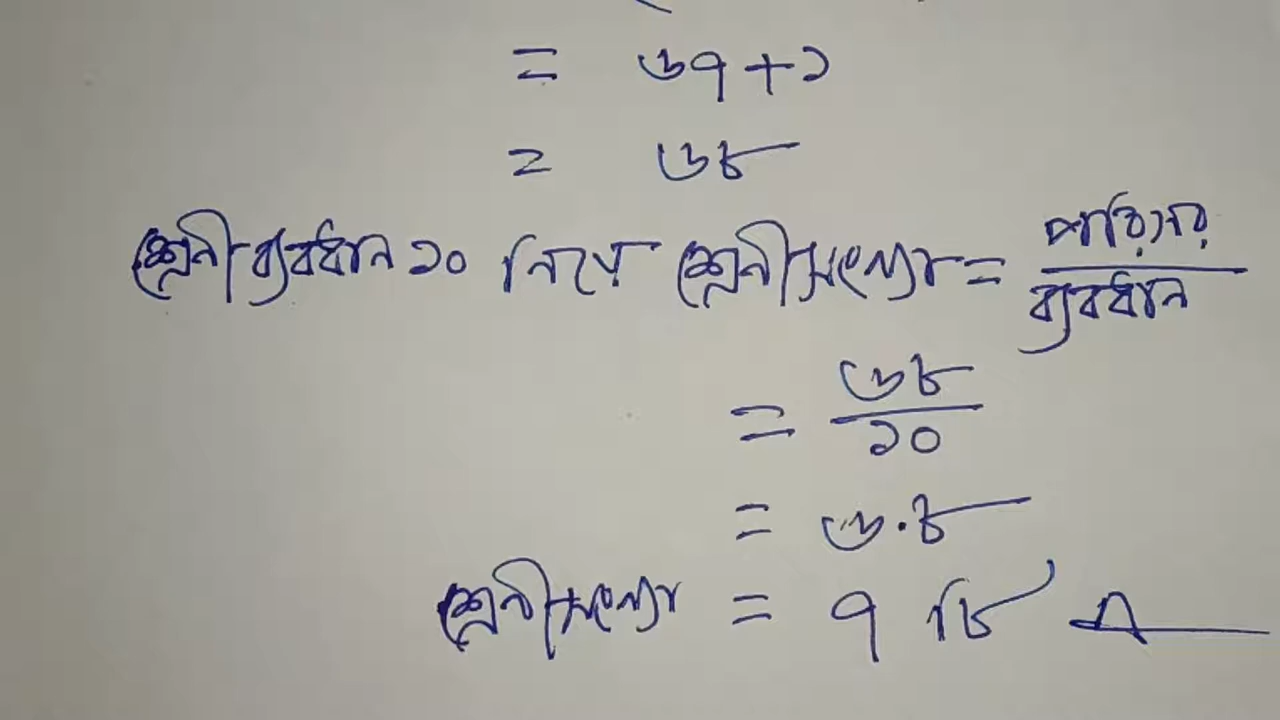 = ৬৭+১
= ৬৮
শ্রেনী ব্যবধান ১০ নিয়ে শ্রেনীসংখ্যা = পরিসর / ব্যবধান
= ৬৮ / ১০
= ৬.৮
শ্রেনীসংখ্যা = ৭ টি